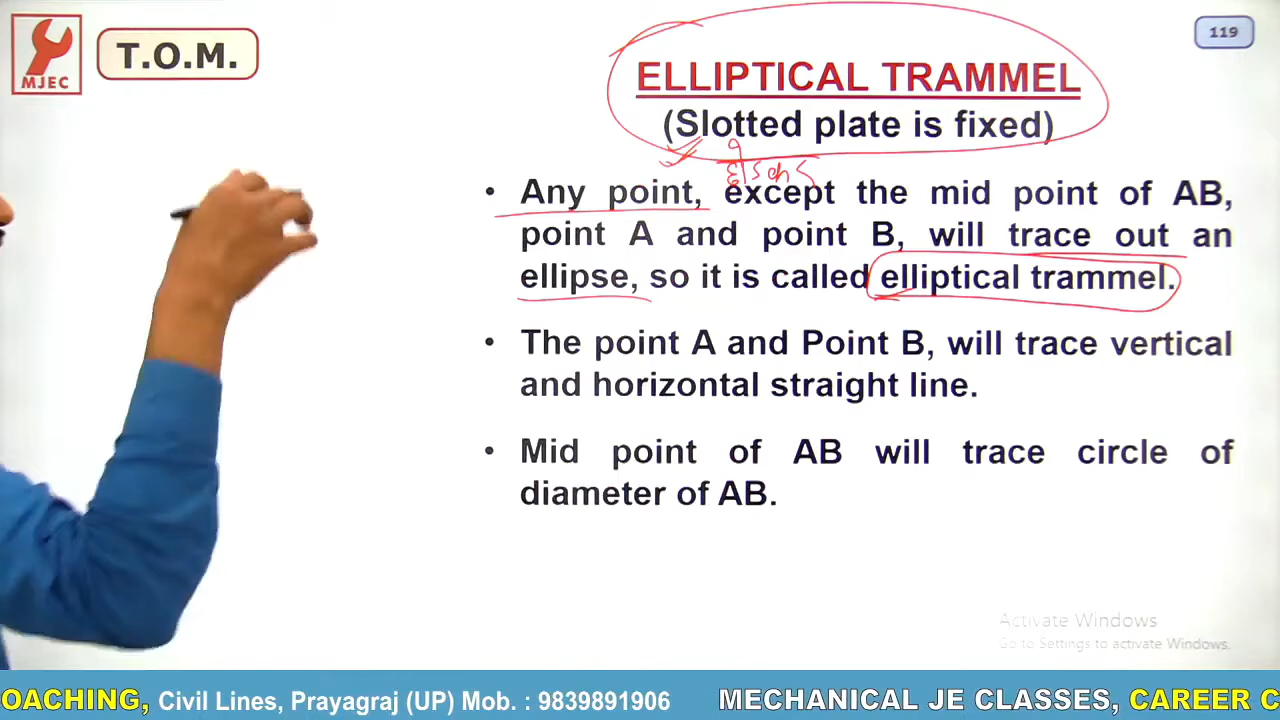 MJEC
T.O.M.
119
ELLIPTICAL TRAMMEL
(Slotted plate is fixed)
• Any point, except the mid point of AB,
point A and point B, will trace out an
ellipse, so it is called elliptical trammel.
• The point A and Point B, will trace vertical
and horizontal straight line.
• Mid point of AB will trace circle of
diameter of AB.
Activate Windows
Go to Settings to activate Windows.
OACHING, Civil Lines, Prayagraj (UP) Mob. : 9839891906 MECHANICAL JE CLASSES, CAREER C